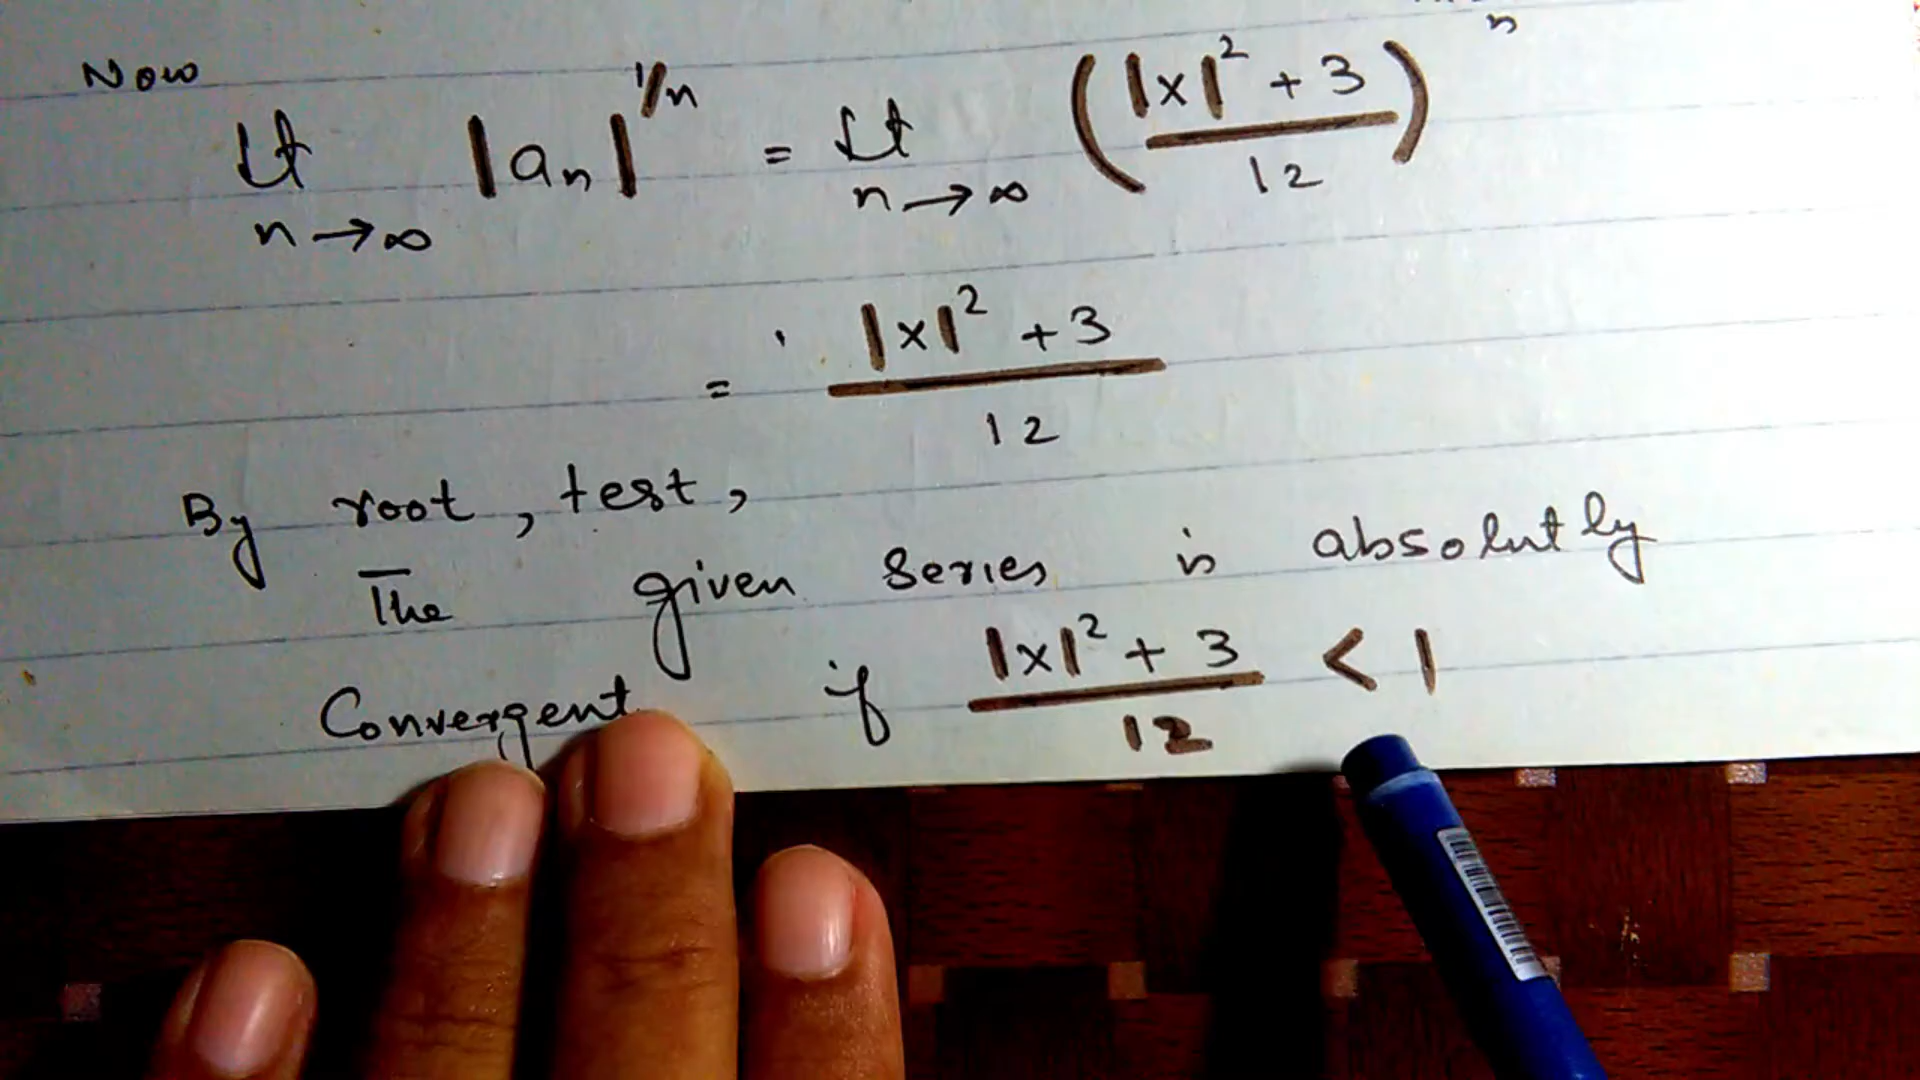 Now
Lt n→∞ |aₙ|^1/n = Lt n→∞ (|x|² + 3 / 12)
= |x|² + 3 / 12
By root, test,
The given series is absolutly
Convergent if |x|² + 3 / 12 < 1